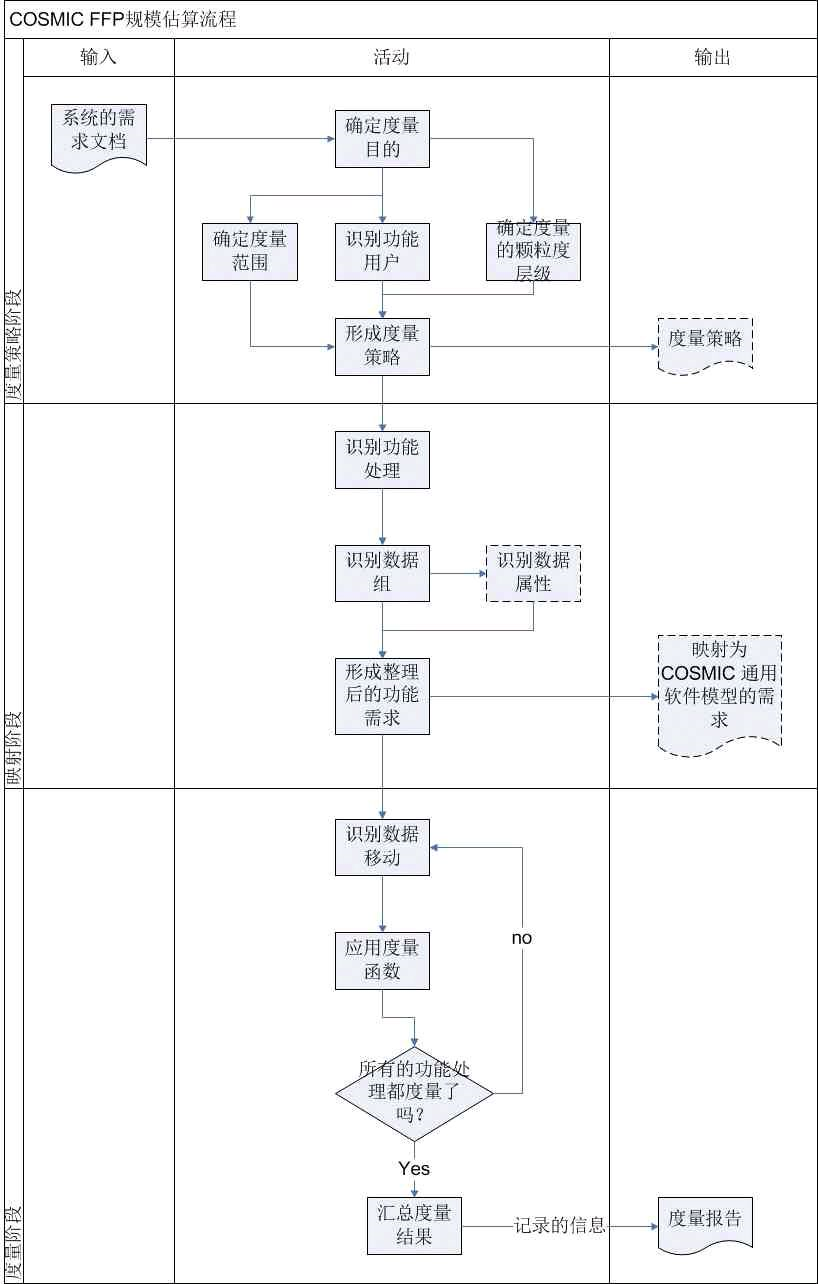 COSMIC FFP规模估算流程
输入
活动
输出
度量策略阶段
系统的需
求文档
确定度量
目的
确定度量
范围
识别功能
用户
确定度量
的颗粒度
层级
形成度量
策略
度量策略
映射阶段
识别功能
处理
识别数据
组
识别数据
属性
形成整理
后的功能
需求
映射为
COSMIC 通用
软件模型的需
求
度量阶段
识别数据
移动
应用度量
函数
no
所有的功能处
理都度量了
吗?
Yes
汇总度量
结果
记录的信息
度量报告